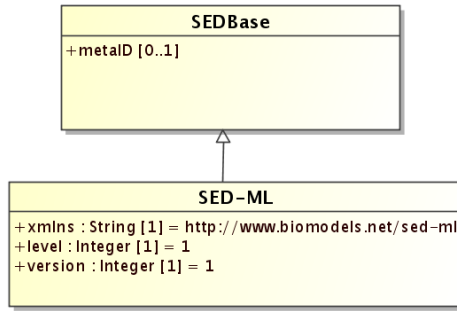 SEDBase
+metaID [0..1]
SED-ML
+xmlns : String [1] = http://www.biomodels.net/sed-ml
+level : Integer [1] = 1
+version : Integer [1] = 1